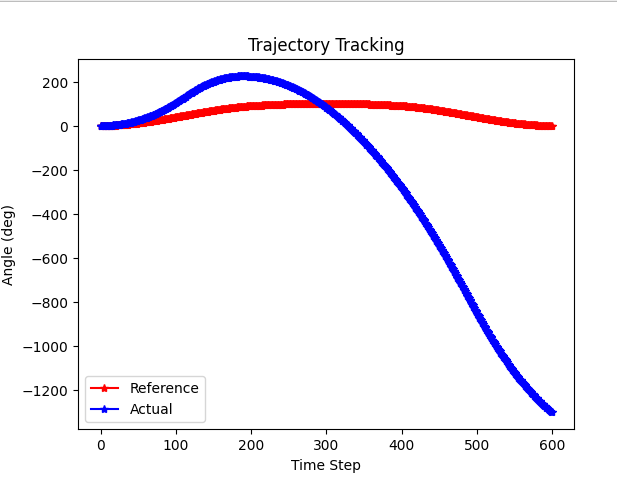 Trajectory Tracking
Angle (deg)
200
0
−200
−400
−600
−800
−1000
−1200
Reference
Actual
0 100 200 300 400 500 600
Time Step